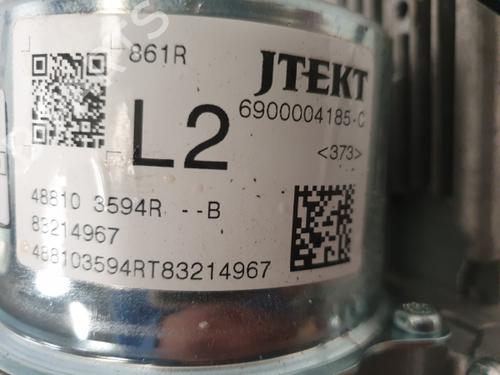 861R
JTEKT
L2
6900004185-C
<373>
48810 3594R --B
83214967
488103594RT83214967